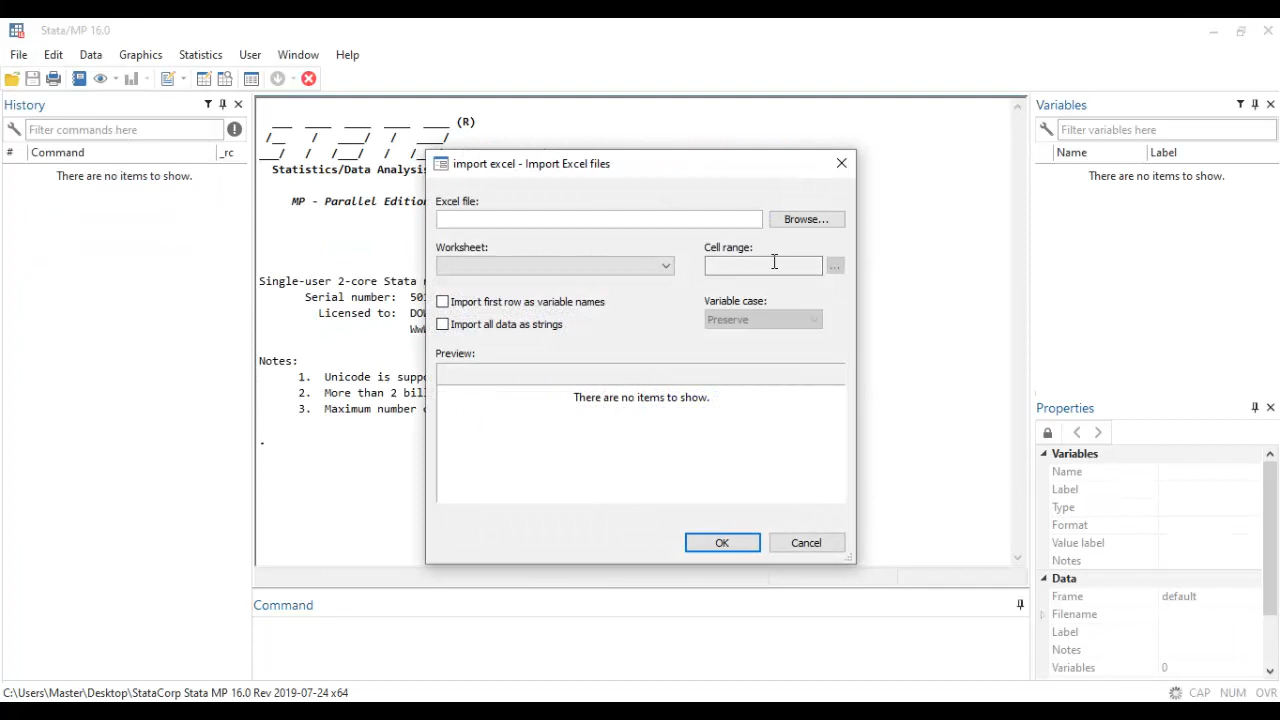 Stata/MP 16.0
File Edit Data Graphics Statistics User Window Help
History
Filter commands here
# Command _rc
There are no items to show.
(R)
Statistics/Data Analysis
MP - Parallel Edition
Single-user 2-core Stata
Serial number: 501
Licensed to:
Notes:
1. Unicode is supp
2. More than 2 bill
3. Maximum number
.
import excel - Import Excel files
Excel file:
Browse...
Worksheet:
Cell range:
...
Import first row as variable names
Variable case:
Import all data as strings
Preserve
Preview:
There are no items to show.
OK
Cancel
Variables
Filter variables here
Name Label
There are no items to show.
Properties
Variables
Name
Label
Type
Format
Value label
Notes
Data
Frame default
Filename
Label
Notes
Variables 0
Command
C:\Users\Master\Desktop\StataCorp Stata MP 16.0 Rev 2019-07-24 x64
CAP NUM OVR